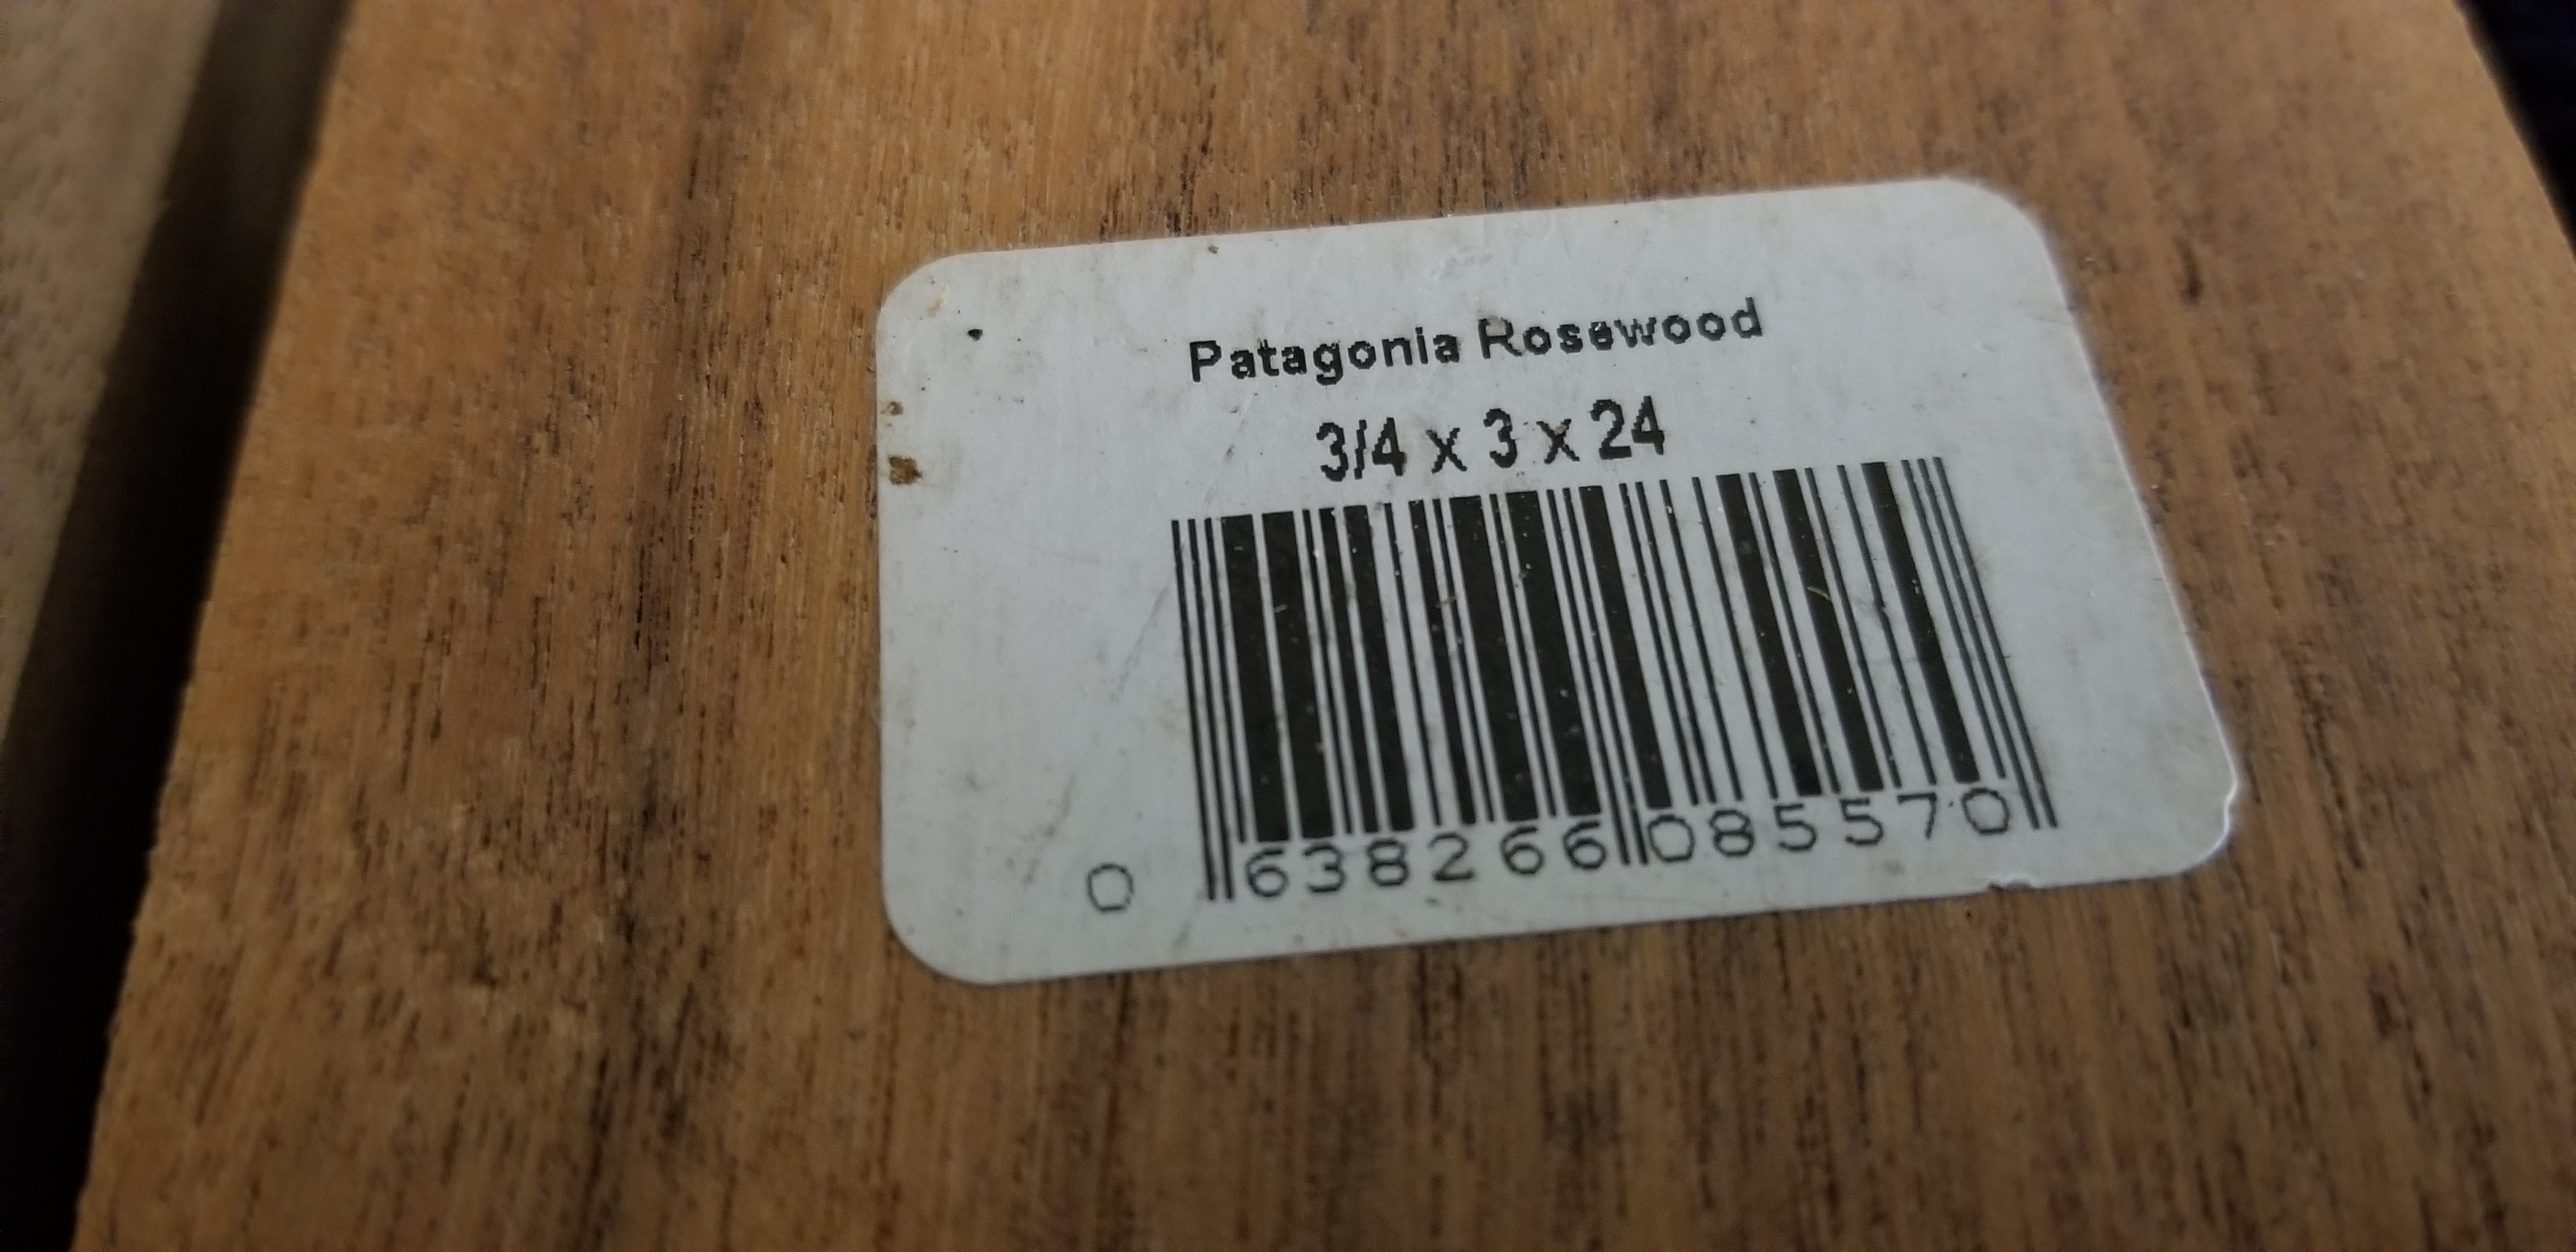 Patagonia Rosewood
3/4 x 3 x 24
0 638266 085570